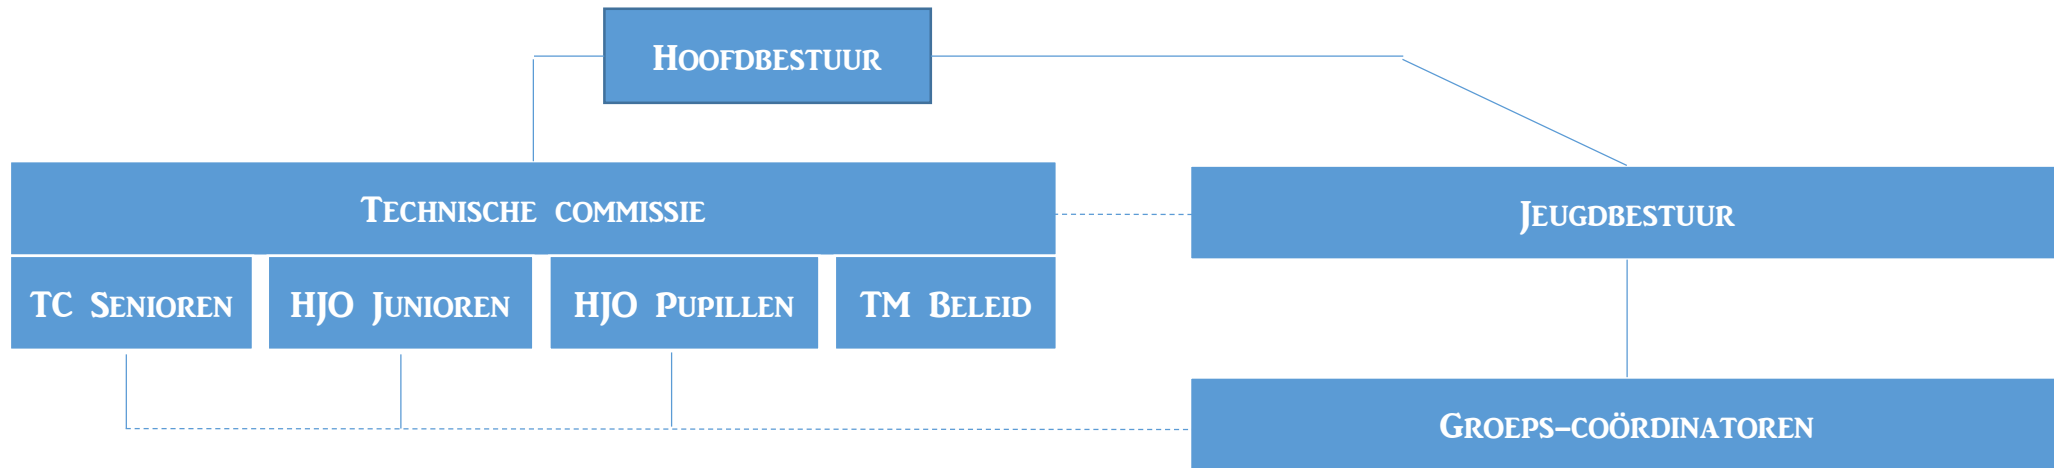 Hoofdbestuur
Technische commissie
Jeugdbestuur
TC Senioren
HJO Junioren
HJO Pupillen
TM Beleid
Groeps-coördinatoren